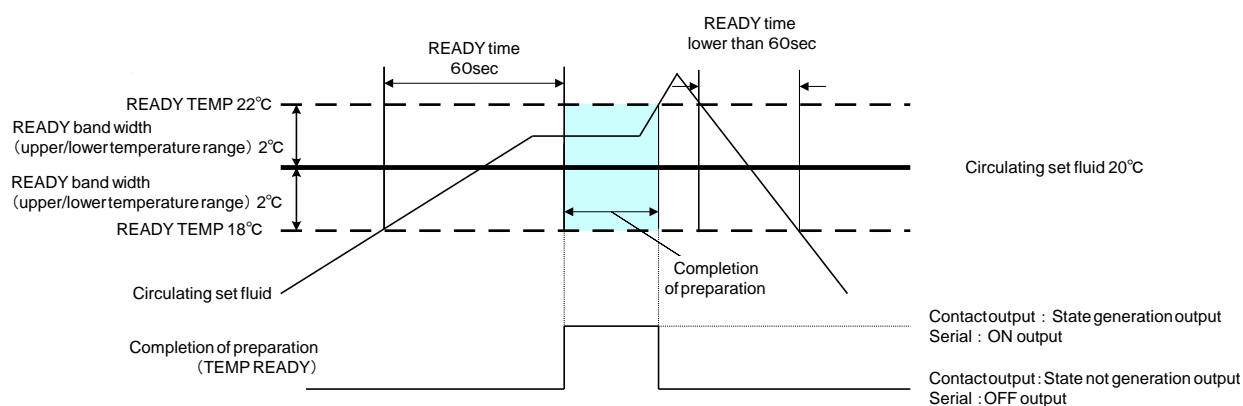 READY time
60sec
READY time
lower than 60sec
READY TEMP 22℃
READY band width
(upper/lower temperature range) 2℃
Circulating set fluid 20℃
READY band width
(upper/lower temperature range) 2℃
READY TEMP 18℃
Completion
of preparation
Circulating set fluid
Completion of preparation
(TEMP READY)
Contact output : State generation output
Serial : ON output
Contact output : State not generation output
Serial : OFF output